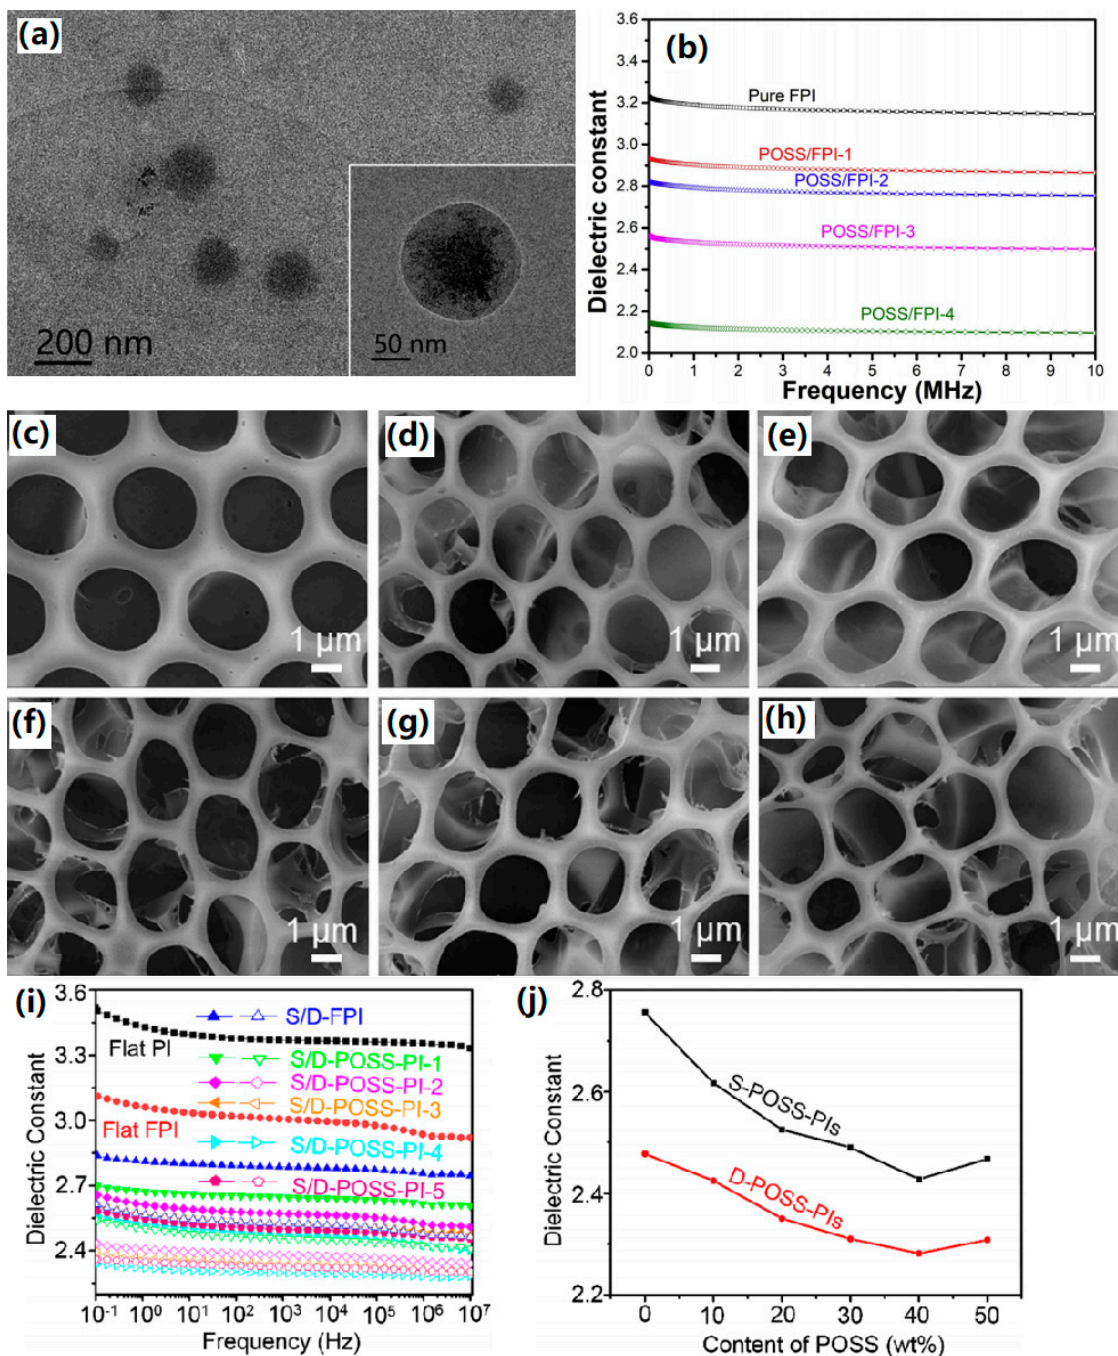 (a)
200 nm
50 nm
(b)
Dielectric constant
3.6
3.4
3.2
3.0
2.8
2.6
2.4
2.2
2.0
Pure FPI
POSS/FPI-1
POSS/FPI-2
POSS/FPI-3
POSS/FPI-4
0 1 2 3 4 5 6 7 8 9 10
Frequency (MHz)
(c)
1 μm
(d)
1 μm
(e)
1 μm
(f)
1 μm
(g)
1 μm
(h)
1 μm
(i)
Dielectric Constant
3.6
3.3
3.0
2.7
2.4
Flat PI
Flat FPI
S/D-FPI
S/D-POSS-PI-1
S/D-POSS-PI-2
S/D-POSS-PI-3
S/D-POSS-PI-4
S/D-POSS-PI-5
10⁻¹ 10⁰ 10¹ 10² 10³ 10⁴ 10⁵ 10⁶ 10⁷
Frequency (Hz)
(j)
Dielectric Constant
2.8
2.6
2.4
2.2
S-POSS-PIs
D-POSS-PIs
0 10 20 30 40 50
Content of POSS (wt%)